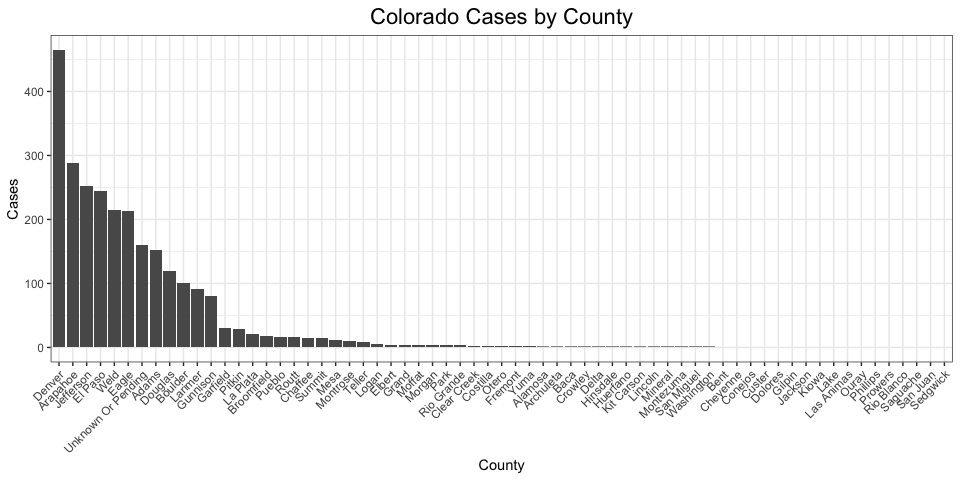 Colorado Cases by County
Cases
400
300
200
100
0
Denver
Arapahoe
Jefferson
El Paso
Weld
Eagle
Unknown Or Pending
Adams
Douglas
Boulder
Larimer
Gunnison
Garfield
Pitkin
La Plata
Broomfield
Pueblo
Routt
Chaffee
Summit
Mesa
Montrose
Teller
Logan
Elbert
Grand
Moffat
Morgan
Park
Rio Grande
Clear Creek
Costilla
Otero
Fremont
Yuma
Alamosa
Archuleta
Baca
Crowley
Delta
Hinsdale
Huerfano
Kit Carson
Lincoln
Mineral
Montezuma
San Miguel
Washington
Bent
Cheyenne
Conejos
Custer
Dolores
Gilpin
Jackson
Kiowa
Lake
Las Animas
Ouray
Phillips
Prowers
Rio Blanco
Saguache
San Juan
Sedgwick
County